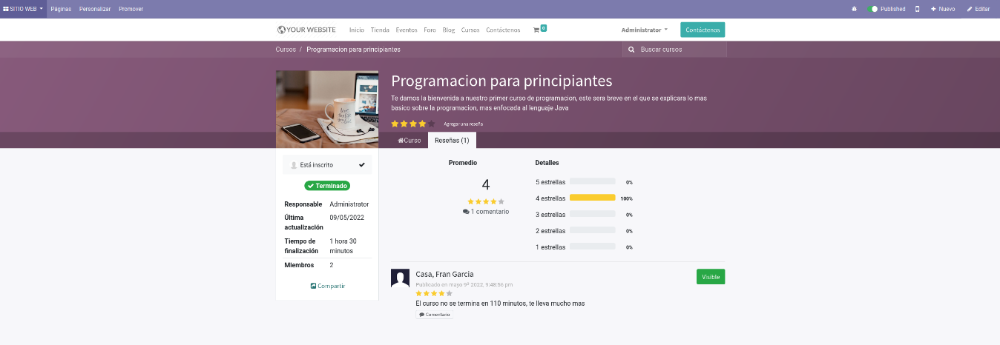 SITIO WEB Páginas Personalizar Promover Published Nuevo Editar
YOUR WEBSITE Inicio Tienda Eventos Foro Blog Cursos Contáctenos 0 Administrator Contáctenos
Cursos / Programacion para principiantes Buscar cursos
Programacion para principiantes
Te damos la bienvenida a nuestro primer curso de programacion, este sera breve en el que se explicara lo mas
basico sobre la programacion, mas enfocada al lenguaje Java
Agregar una reseña
Curso Reseñas (1)
Está inscrito
Terminado
Responsable Administrator
Última actualización 09/05/2022
Tiempo de finalización 1 hora 30 minutos
Miembros 2
Compartir
Promedio
4
1 comentario
Detalles
5 estrellas 0%
4 estrellas 100%
3 estrellas 0%
2 estrellas 0%
1 estrellas 0%
Casa, Fran Garcia
Visible
Publicado en mayo 9º 2022, 9:48:56 pm
El curso no se termina en 110 minutos, te lleva mucho mas
Comentario